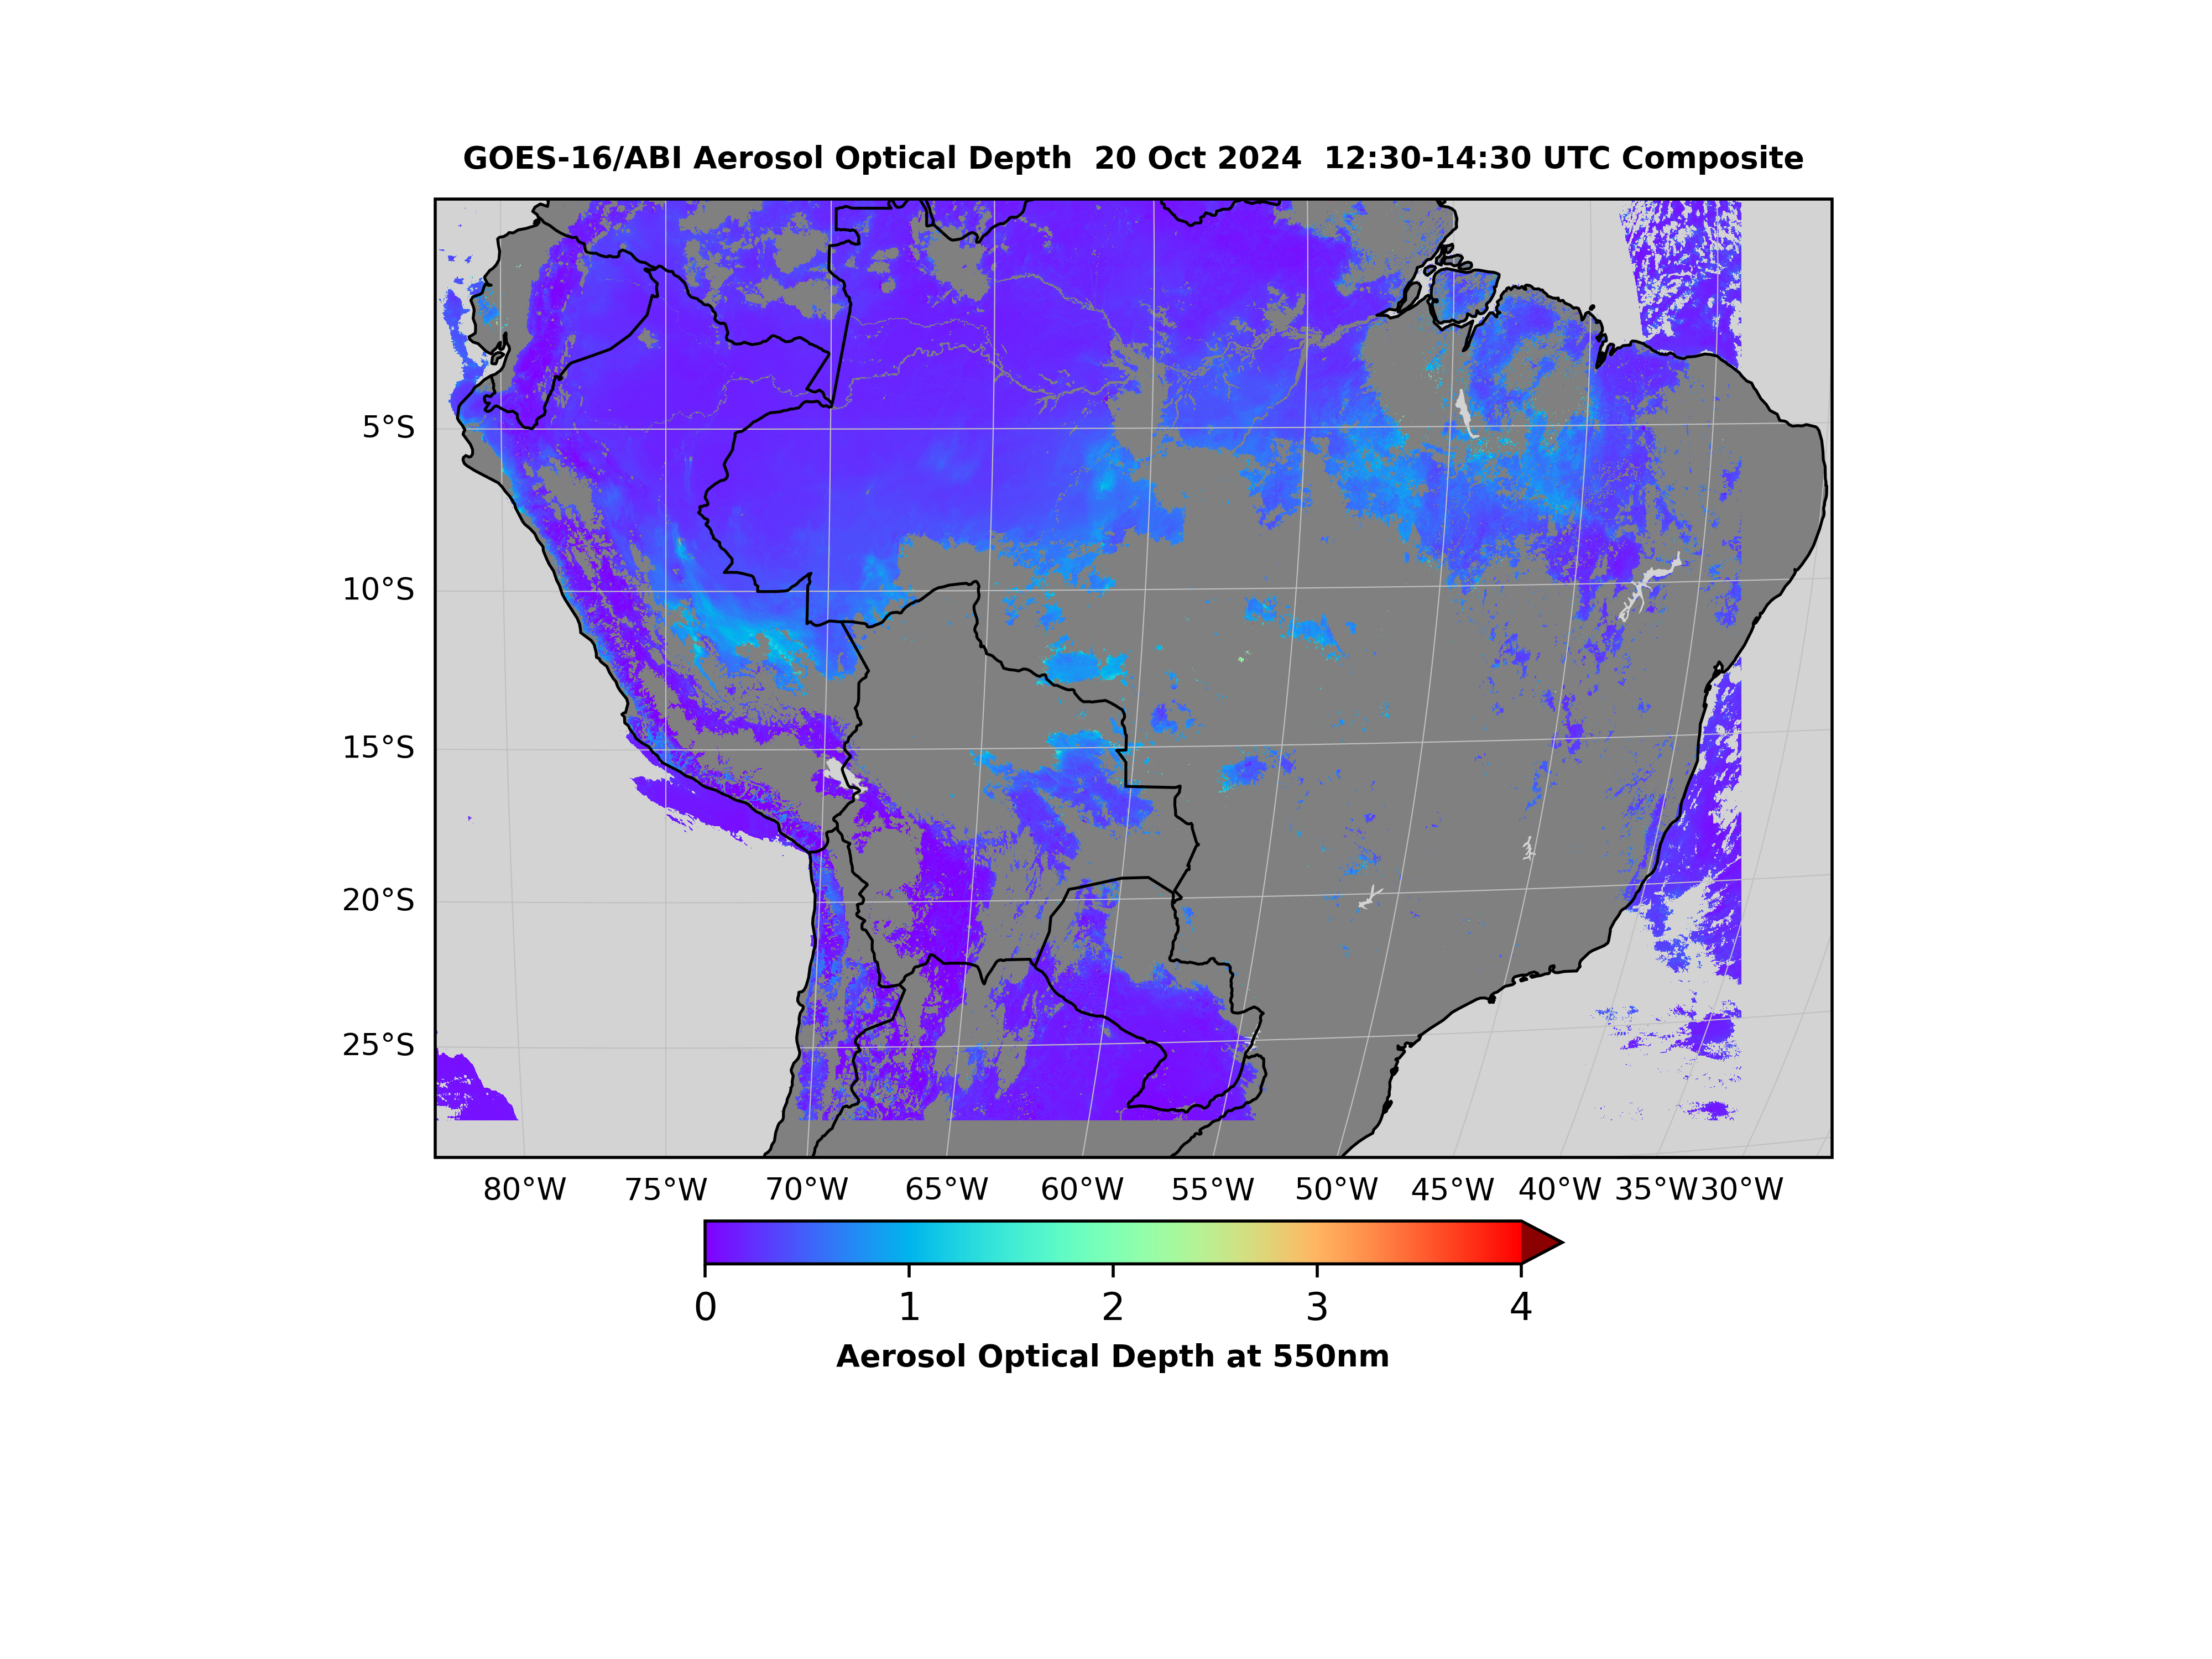 GOES-16/ABI Aerosol Optical Depth  20 Oct 2024  12:30-14:30 UTC Composite
5°S
10°S
15°S
20°S
25°S
80°W 75°W 70°W 65°W 60°W 55°W 50°W 45°W 40°W 35°W 30°W
0 1 2 3 4
Aerosol Optical Depth at 550nm